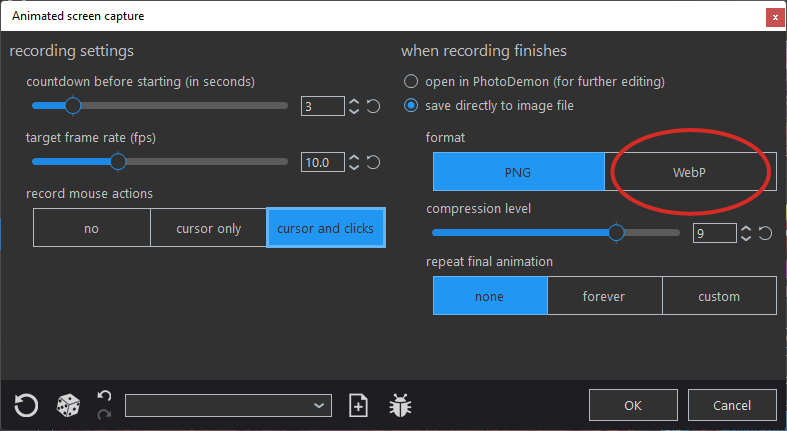 Animated screen capture
x
recording settings
countdown before starting (in seconds)
3
target frame rate (fps)
10.0
record mouse actions
no cursor only cursor and clicks
when recording finishes
open in PhotoDemon (for further editing)
save directly to image file
format
PNG WebP
compression level
9
repeat final animation
none forever custom
OK Cancel